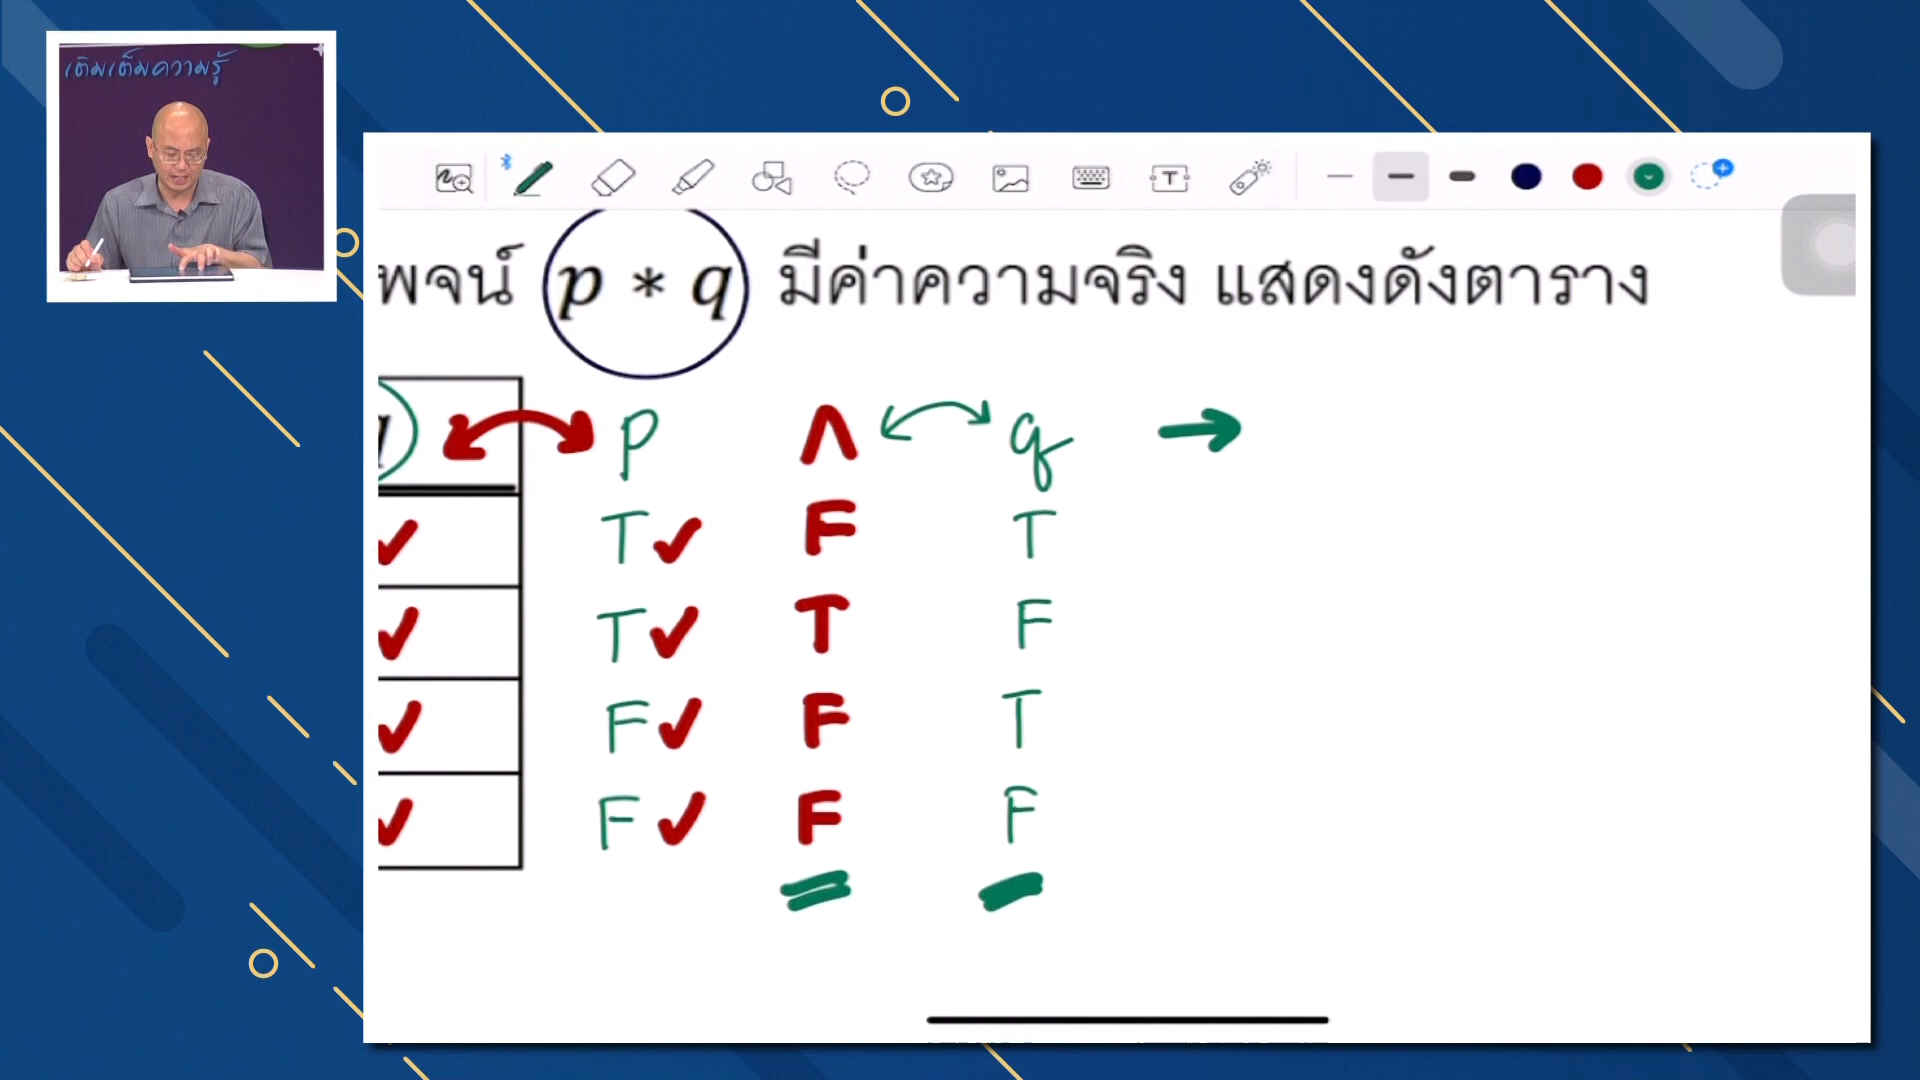 เติมเต็มความรู้
พจน์ p * q มีค่าความจริง แสดงดังตาราง
p ∧ q →
T F T
T T F
F F T
F F F